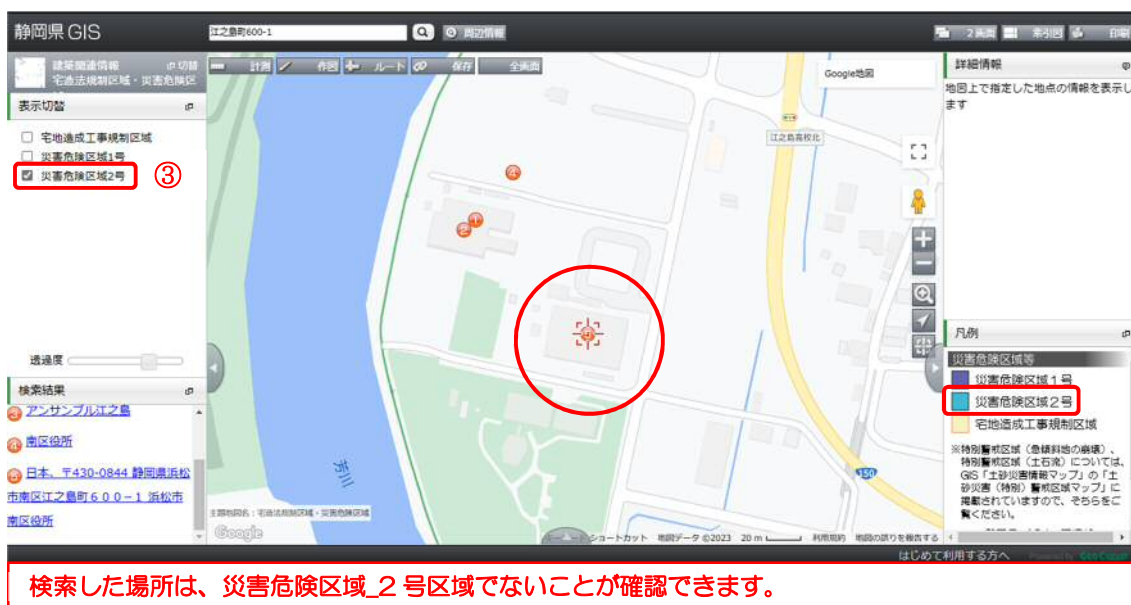 静岡県GIS
江之島町600-1
周辺情報
2画面
索引図
印刷
建築関連情報
切替
宅造法規制区域・災害危険区
計測
作図
ルート
保存
全画面
Google地図
詳細情報
地図上で指定した地点の情報を表示し
ます
表示切替
宅地造成工事規制区域
災害危険区域1号
災害危険区域2号
③
江之島高校北
透過度
検索結果
アンサンブル江之島
南区役所
日本、〒430-0844 静岡県浜松
市南区江之島町600-1 浜松市
南区役所
芳川
150
主題地図名:宅造法規制区域・災害危険区域
Google
ショートカット
地図データ ©2023
20 m
利用規約
地図の誤りを報告する
凡例
災害危険区域等
災害危険区域1号
災害危険区域2号
宅地造成工事規制区域
※特別警戒区域(急傾斜地の崩壊)、
特別警戒区域(土石流)については、
GIS「土砂災害情報マップ」の「土
砂災害(特別)警戒区域マップ」に
掲載されていますので、そちらをご
覧ください。
はじめて利用する方へ
検索した場所は、災害危険区域_2号区域でないことが確認できます。